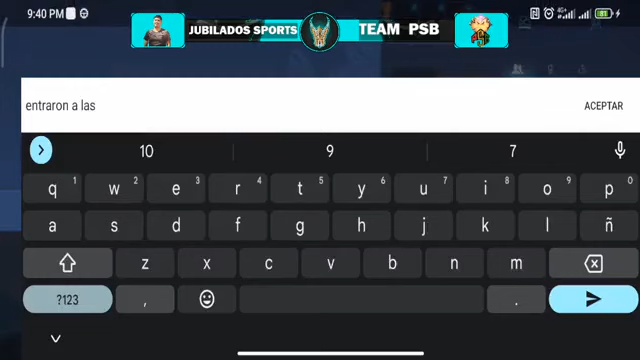 9:40 PM
JUBILADOS SPORTS
TEAM PSB
4G
entraron a las
ACEPTAR
10 9 7
q 1 w 2 e 3 r 4 t 5 y 6 u 7 i 8 o 9 p 0
a s d f g h j k l ñ
z x c v b n m
?123 , .